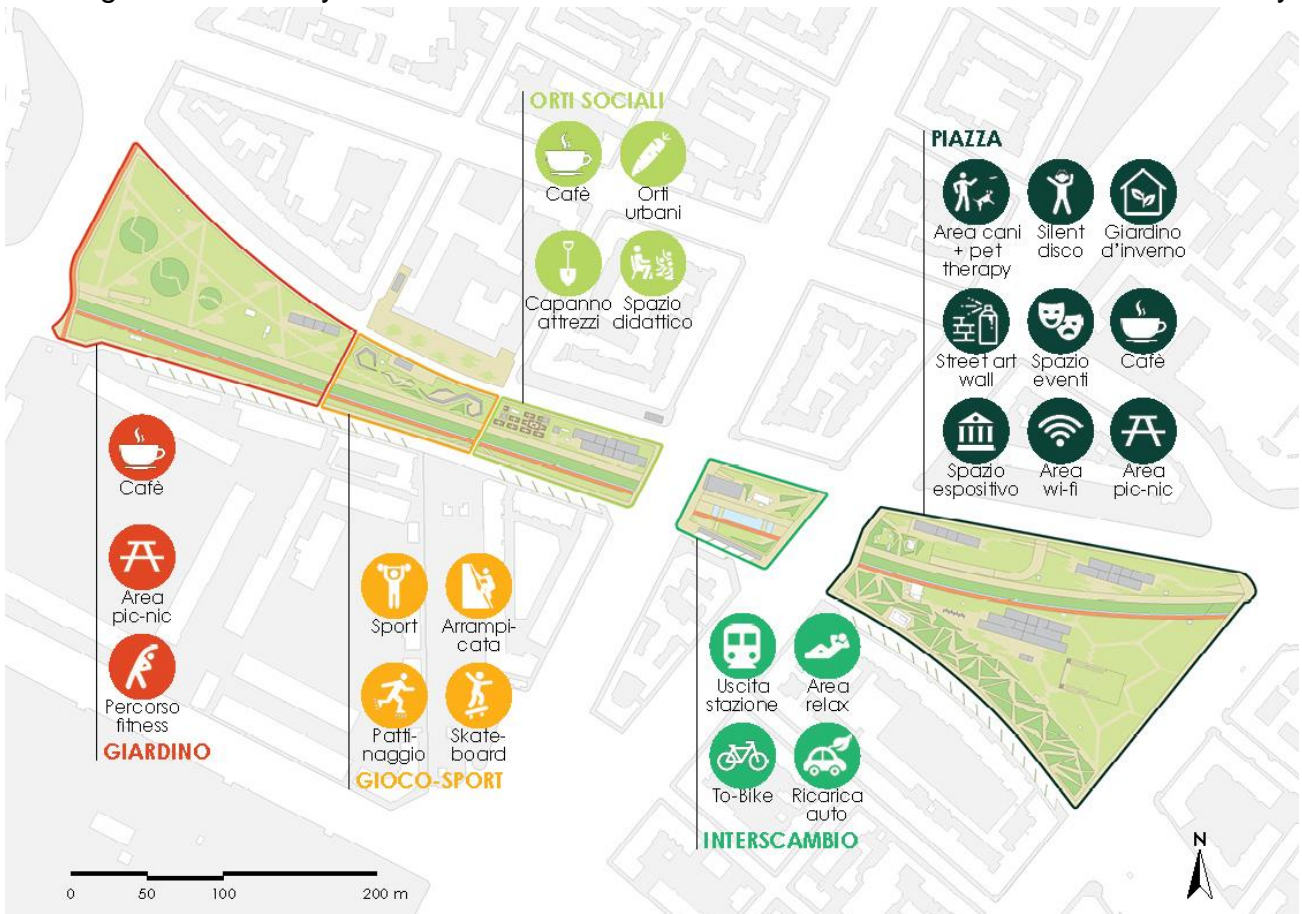 ORTI SOCIALI
Cafè
Orti
urbani
Capanno
attrezzi
Spazio
didattico
PIAZZA
Area cani
+ pet
therapy
Silent
disco
Giardino
d'inverno
Street art
wall
Spazio
eventi
Cafè
Spazio
espositivo
Area
wi-fi
Area
pic-nic
Cafè
Area
pic-nic
Percorso
fitness
GIARDINO
Sport
Arrampi-
cata
Patti-
naggio
Skate-
board
GIOCO-SPORT
Uscita
stazione
Area
relax
To-Bike
Ricarica
auto
INTERSCAMBIO
N
0 50 100 200 m